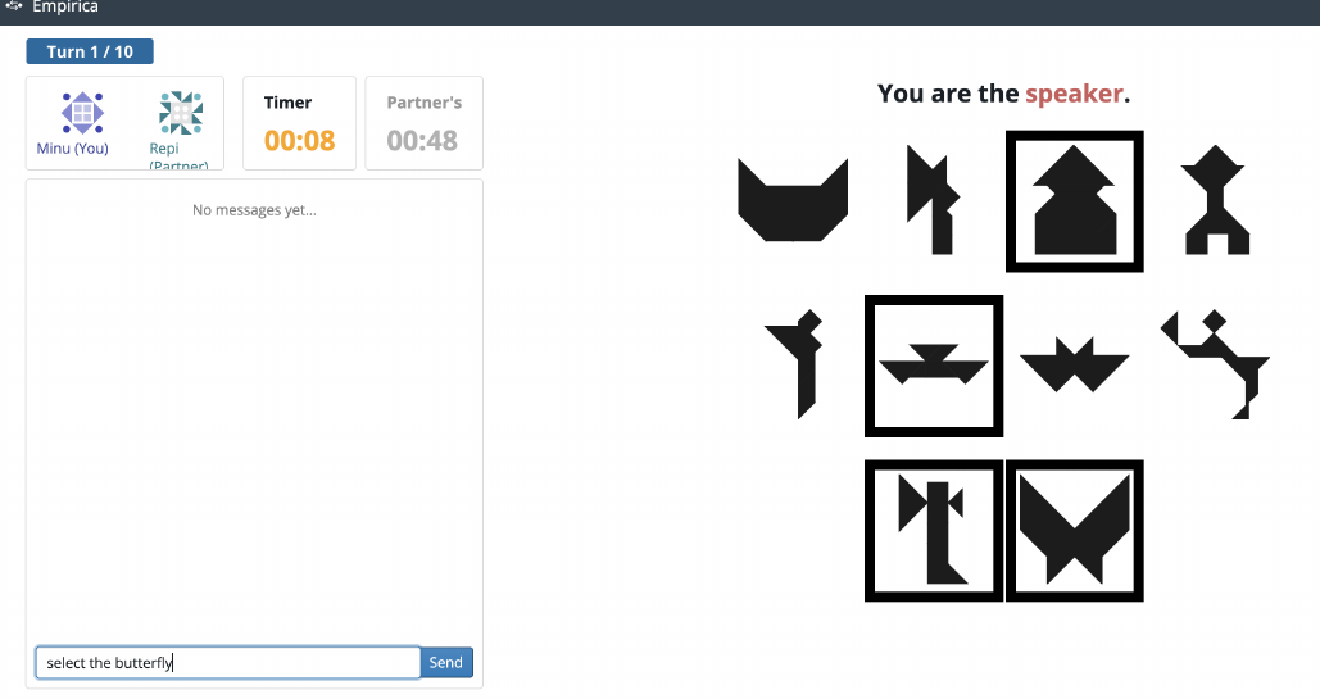 Empirica
Turn 1 / 10
Minu (You)
Repi
(Partner)
Timer
00:08
Partner's
00:48
You are the speaker.
No messages yet...
select the butterfly
Send